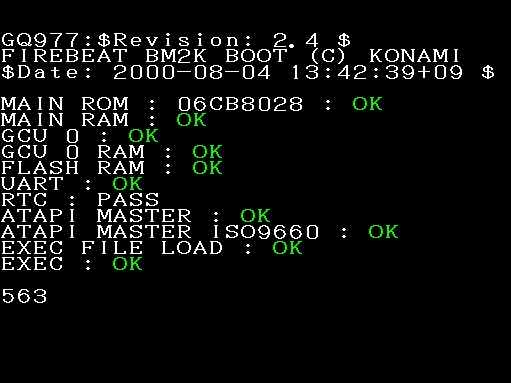 GQ977:$Revision: 2.4 $
FIREBEAT BM2K BOOT (C) KONAMI
$Date: 2000-08-04 13:42:39+09 $
MAIN ROM : 06CB8028 : OK
MAIN RAM : OK
GCU 0 : OK
GCU 0 RAM : OK
FLASH RAM : OK
UART : OK
RTC : PASS
ATAPI MASTER : OK
ATAPI MASTER ISO9660 : OK
EXEC FILE LOAD : OK
EXEC : OK
563